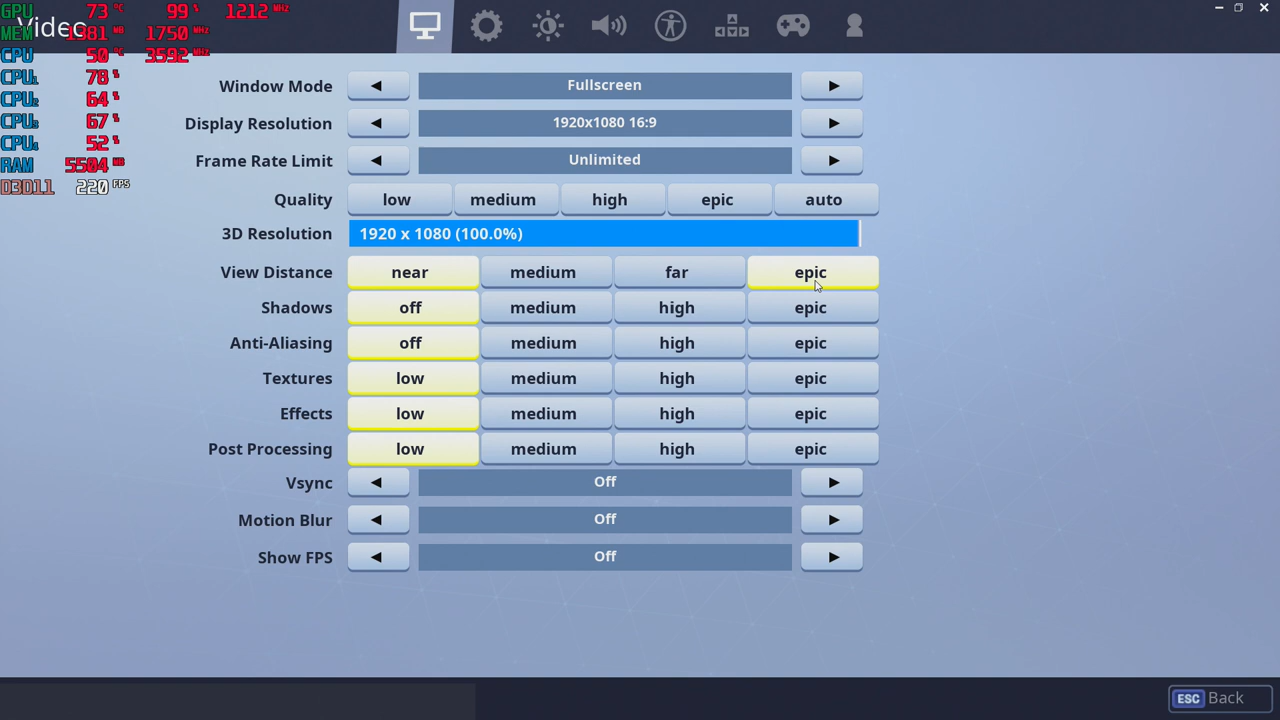 Video
GPU 73 °C 99 % 1212 MHz
MEM 1381 MB 1750 MHz
CPU 50 °C 3592 MHz
CPU1 78 %
CPU2 64 %
CPU3 67 %
CPU4 52 %
RAM 5504 MB
D3D11 220 FPS
Window Mode Fullscreen
Display Resolution 1920x1080 16:9
Frame Rate Limit Unlimited
Quality low medium high epic auto
3D Resolution 1920 x 1080 (100.0%)
View Distance near medium far epic
Shadows off medium high epic
Anti-Aliasing off medium high epic
Textures low medium high epic
Effects low medium high epic
Post Processing low medium high epic
Vsync Off
Motion Blur Off
Show FPS Off
ESC Back